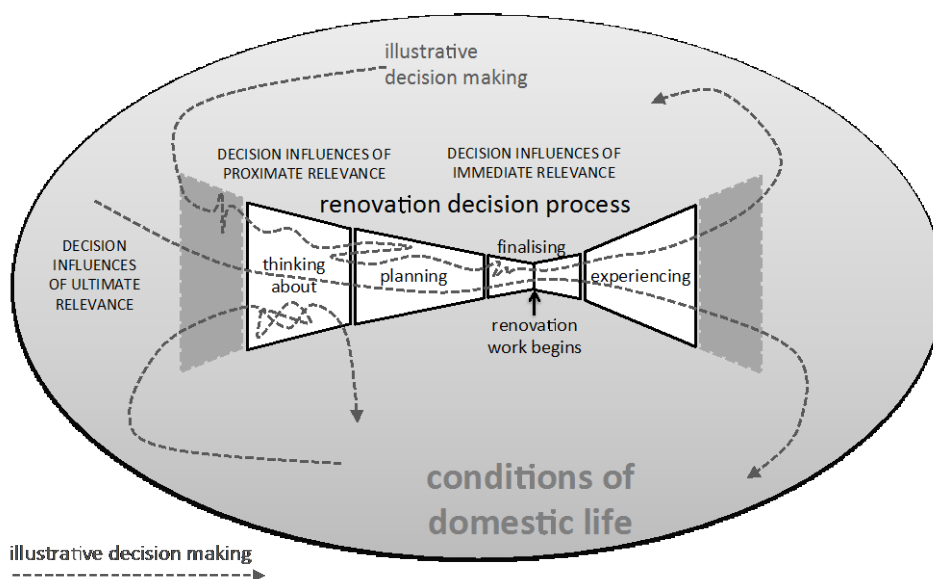 illustrative
decision making
DECISION INFLUENCES OF
PROXIMATE RELEVANCE
DECISION INFLUENCES OF
IMMEDIATE RELEVANCE
renovation decision process
DECISION
INFLUENCES
OF ULTIMATE
RELEVANCE
thinking
about
planning
finalising
experiencing
renovation
work begins
conditions of
domestic life
illustrative decision making